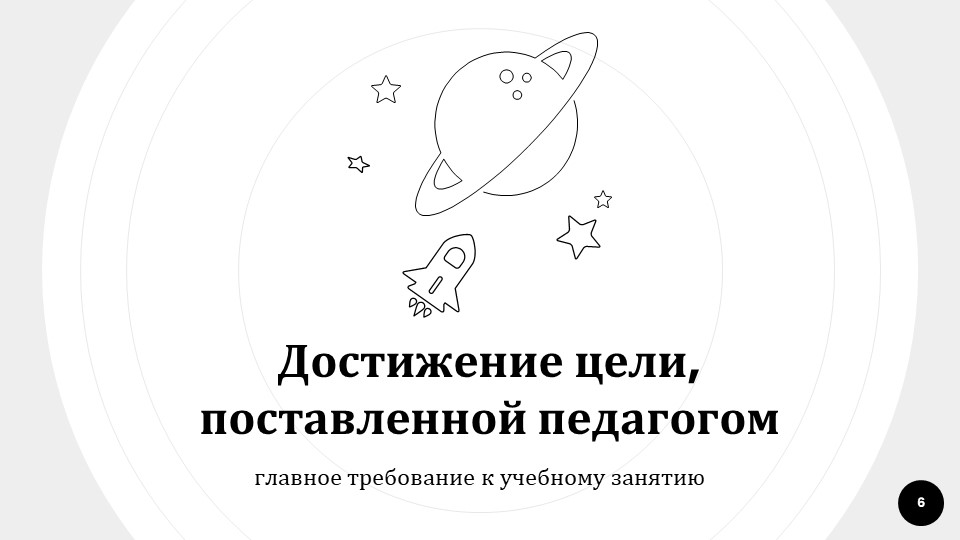 Достижение цели,
поставленной педагогом
главное требование к учебному занятию
6